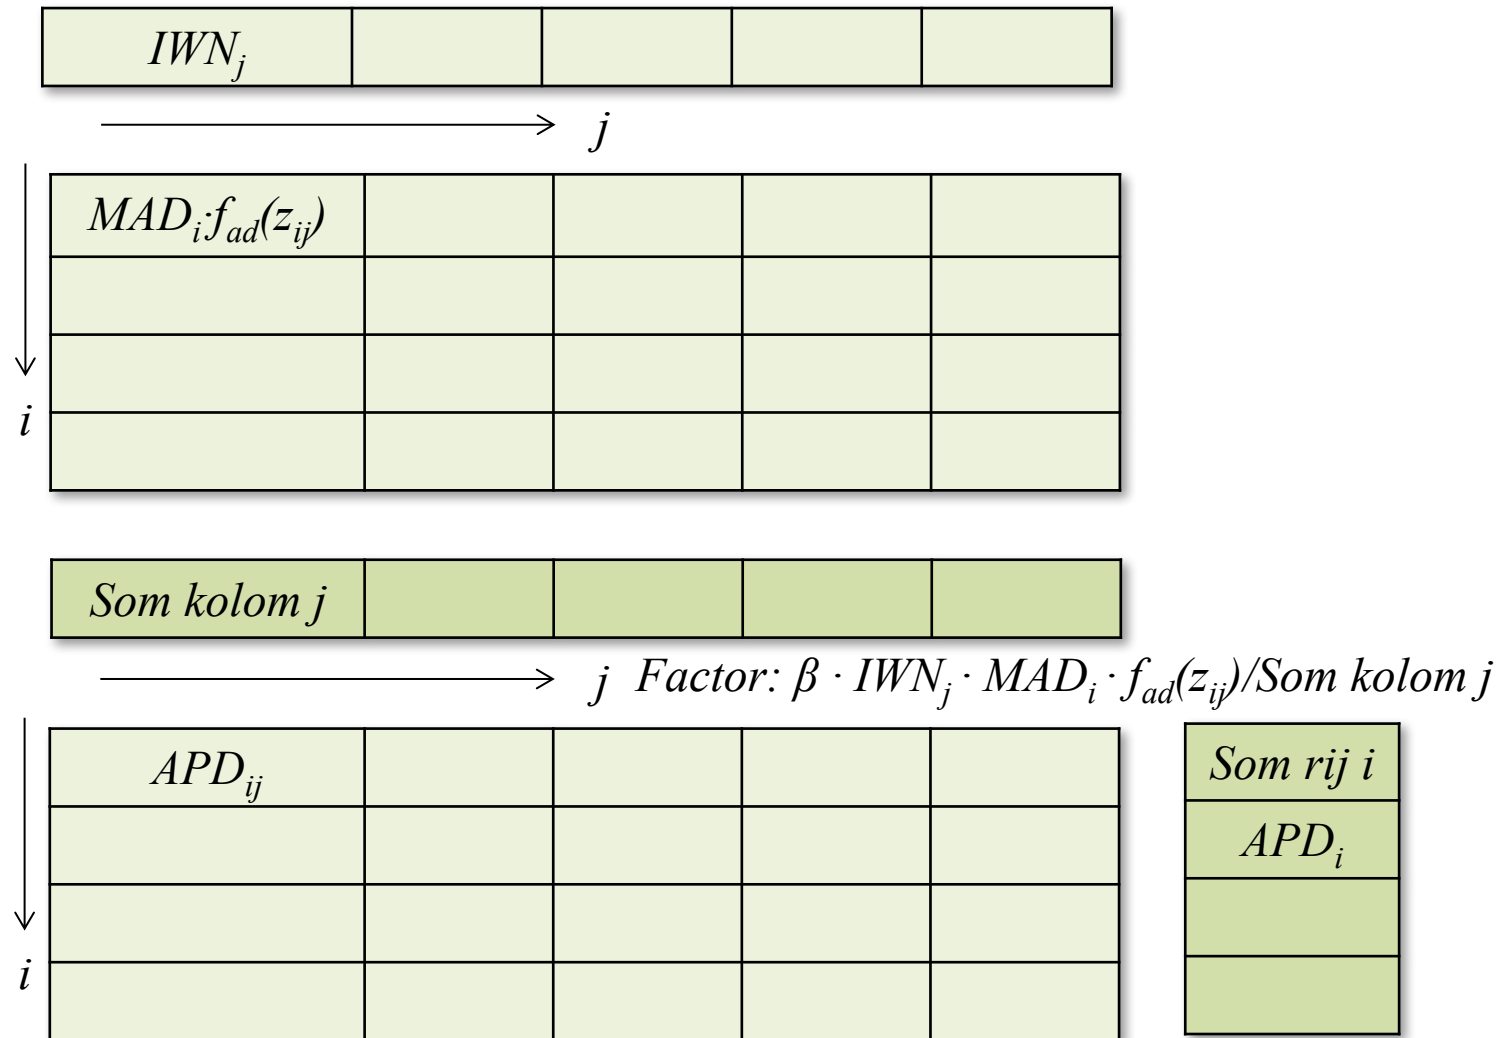 IWNj
j
MADi·fad(zij)
i
Som kolom j
j Factor: β · IWNj · MADi · fad(zij)/Som kolom j
APDij
Som rij i
APDi
i